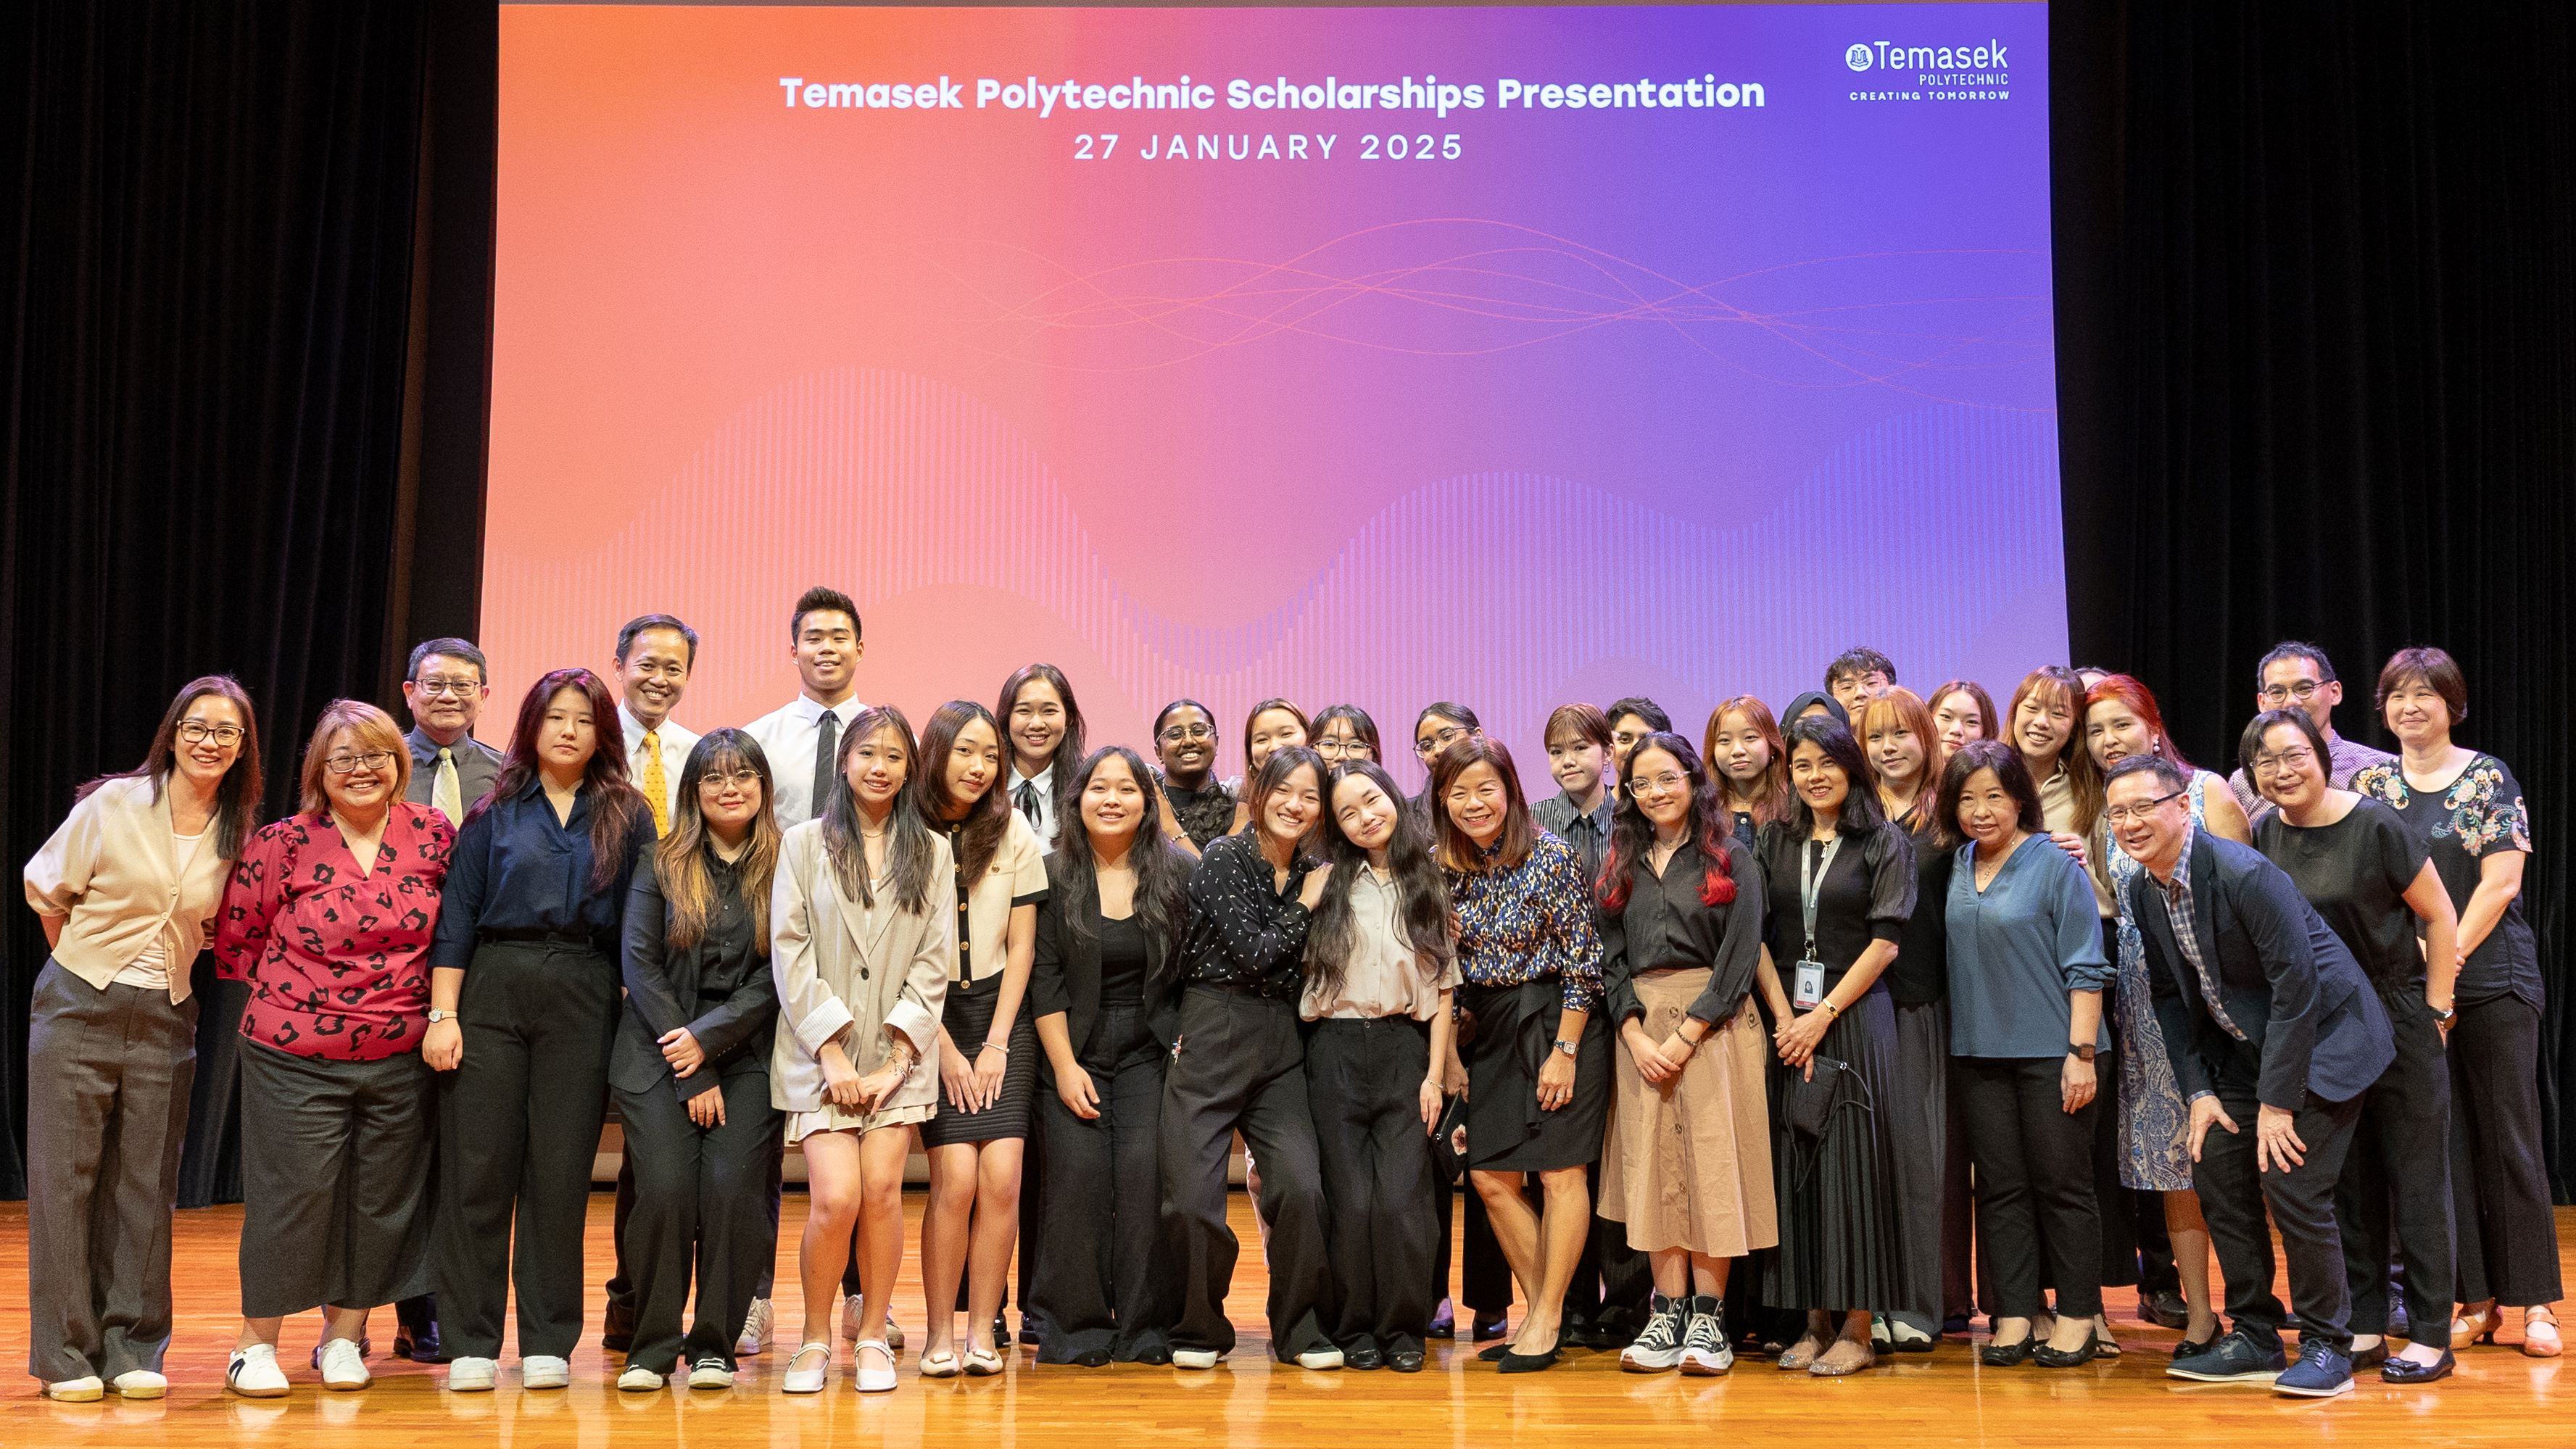 Temasek Polytechnic Scholarships Presentation
27 JANUARY 2025
Temasek
POLYTECHNIC
CREATING TOMORROW